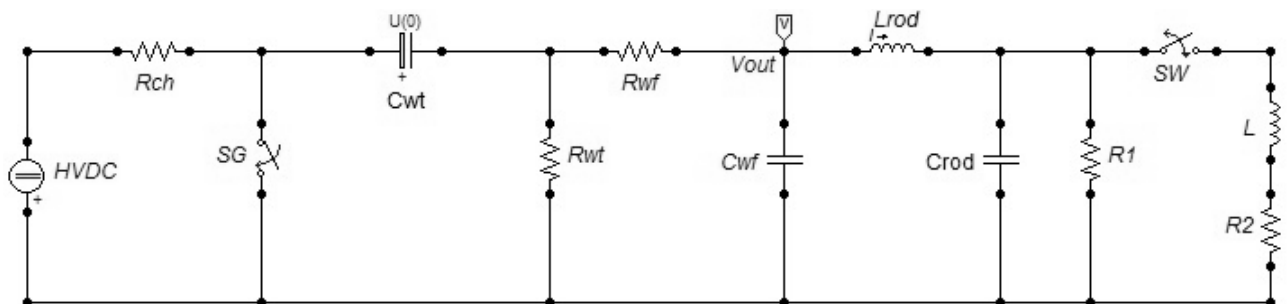 U(0)
V
I
Lrod
Rch
+
Cwt
Rwf
Vout
SW
HVDC
+
SG
Rwt
Cwf
Crod
R1
L
R2